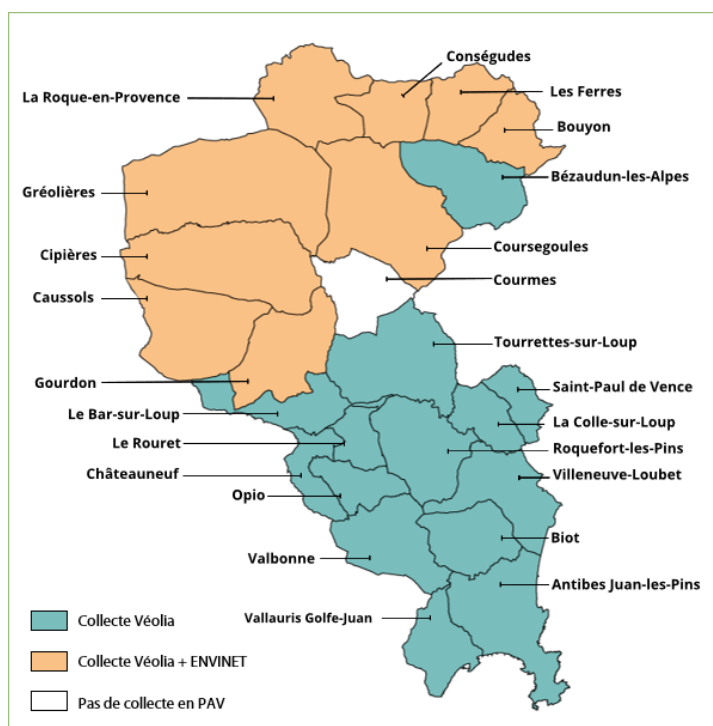 Conségudes
La Roque-en-Provence
Les Ferres
Bouyon
Bézaudun-les-Alpes
Gréolières
Coursegoules
Cipières
Courmes
Caussols
Tourrettes-sur-Loup
Gourdon
Saint-Paul de Vence
Le Bar-sur-Loup
La Colle-sur-Loup
Le Rouret
Roquefort-les-Pins
Châteauneuf
Villeneuve-Loubet
Opio
Biot
Valbonne
Antibes Juan-les-Pins
Vallauris Golfe-Juan
Collecte Véolia
Collecte Véolia + ENVINET
Pas de collecte en PAV